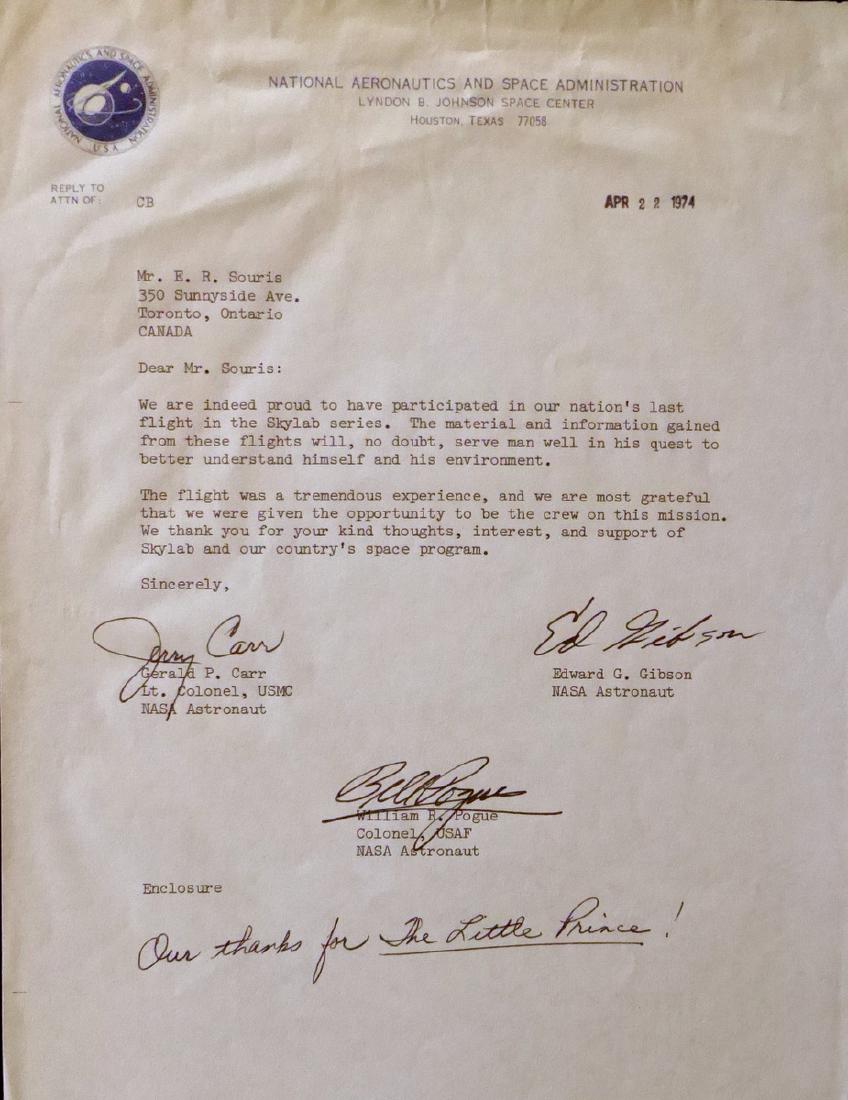 NATIONAL AERONAUTICS AND SPACE ADMINISTRATION
U.S.A.
NATIONAL AERONAUTICS AND SPACE ADMINISTRATION
LYNDON B. JOHNSON SPACE CENTER
HOUSTON, TEXAS 77058
REPLY TO
ATTN OF: CB
APR 22 1974
Mr. E. R. Souris
350 Sunnyside Ave.
Toronto, Ontario
CANADA
Dear Mr. Souris:
We are indeed proud to have participated in our nation's last
flight in the Skylab series. The material and information gained
from these flights will, no doubt, serve man well in his quest to
better understand himself and his environment.
The flight was a tremendous experience, and we are most grateful
that we were given the opportunity to be the crew on this mission.
We thank you for your kind thoughts, interest, and support of
Skylab and our country's space program.
Sincerely,
Jerry Carr
Gerald P. Carr
Lt. Colonel, USMC
NASA Astronaut
Ed Gibson
Edward G. Gibson
NASA Astronaut
Bill Pogue
William R. Pogue
Colonel, USAF
NASA Astronaut
Enclosure
Our thanks for The Little Prince!